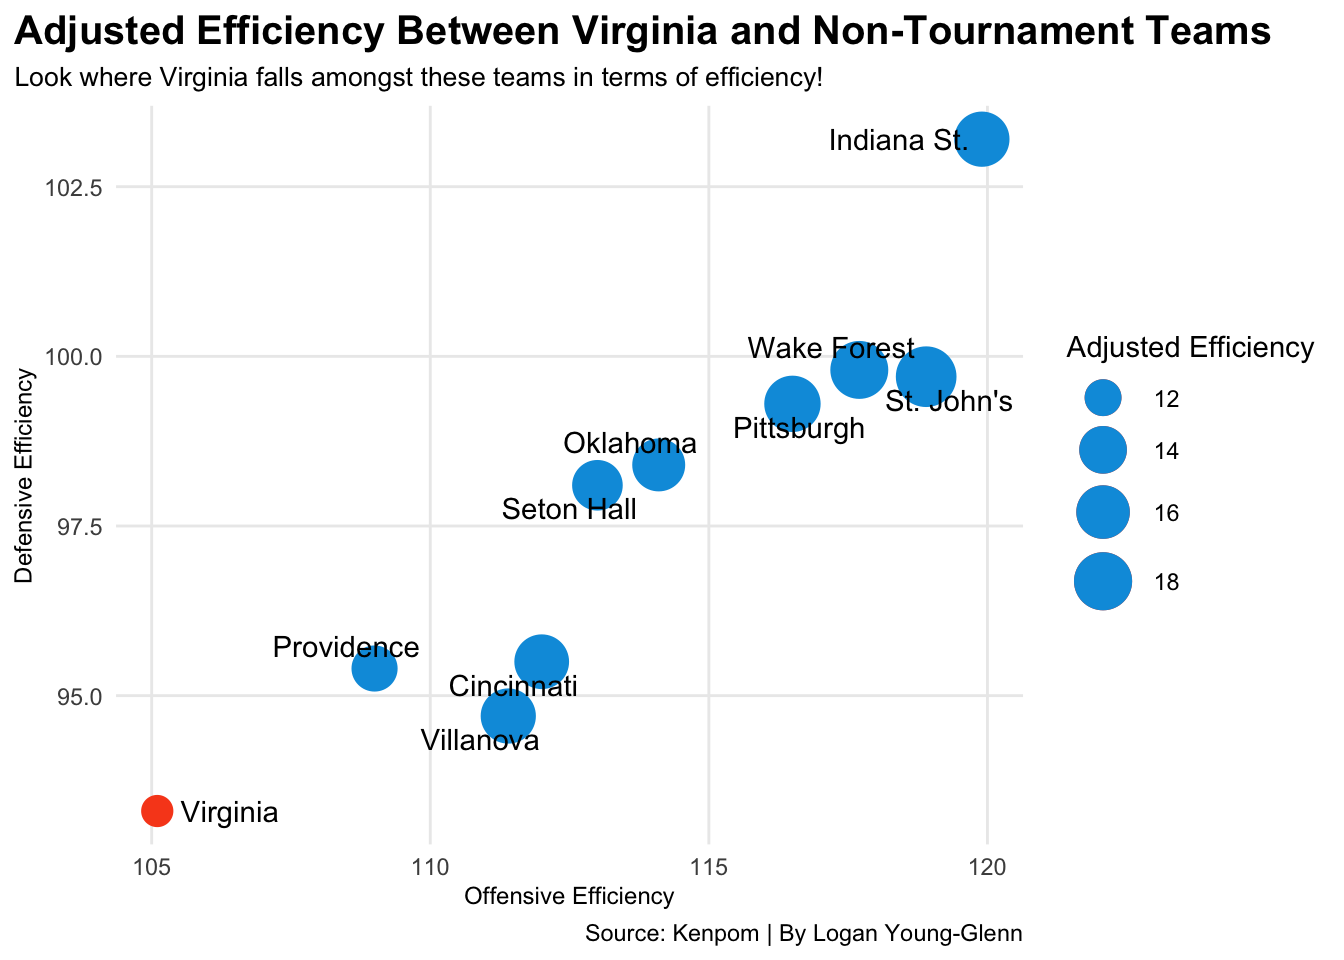 Adjusted Efficiency Between Virginia and Non-Tournament Teams
Look where Virginia falls amongst these teams in terms of efficiency!
Indiana St.
102.5
Wake Forest
100.0
St. John's
Pittsburgh
Oklahoma
Seton Hall
97.5
Providence
Cincinnati
95.0
Villanova
Virginia
Defensive Efficiency
105
110
115
120
Offensive Efficiency
Adjusted Efficiency
12
14
16
18
Source: Kenpom | By Logan Young-Glenn